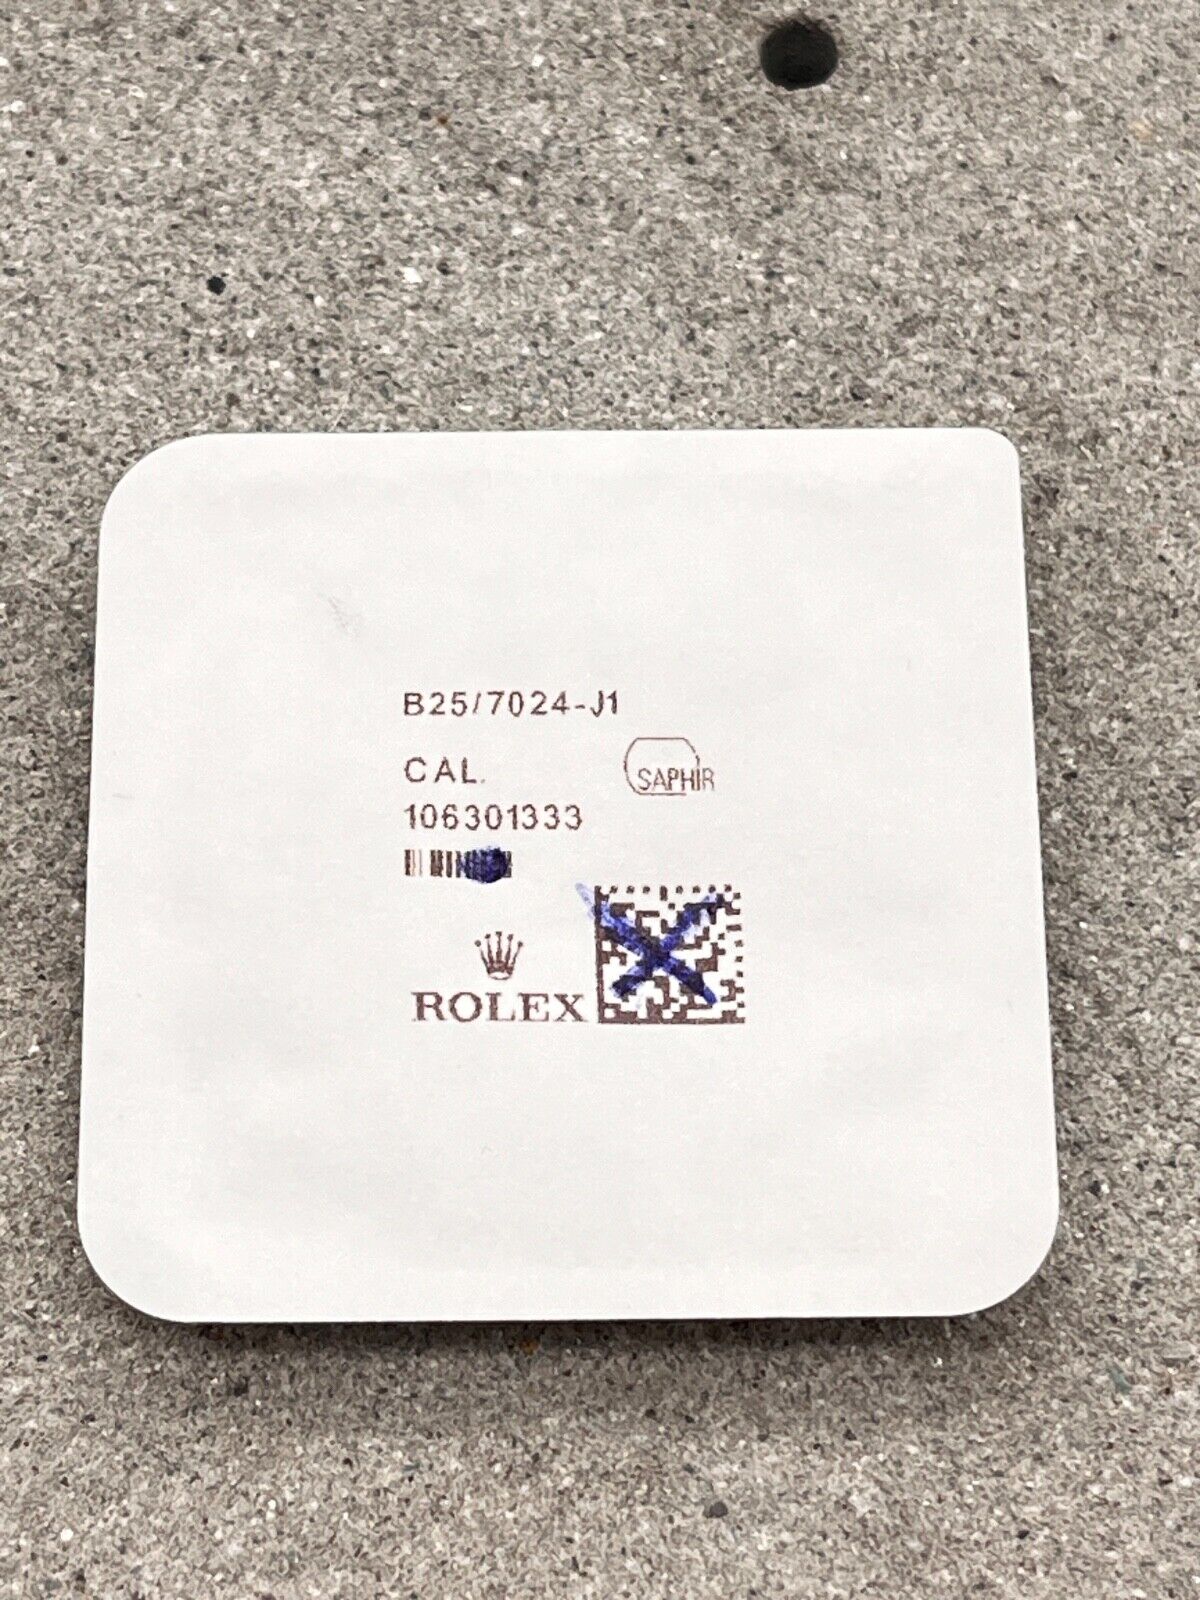 B25/7024-J1
CAL.
SAPHIR
106301333
ROLEX